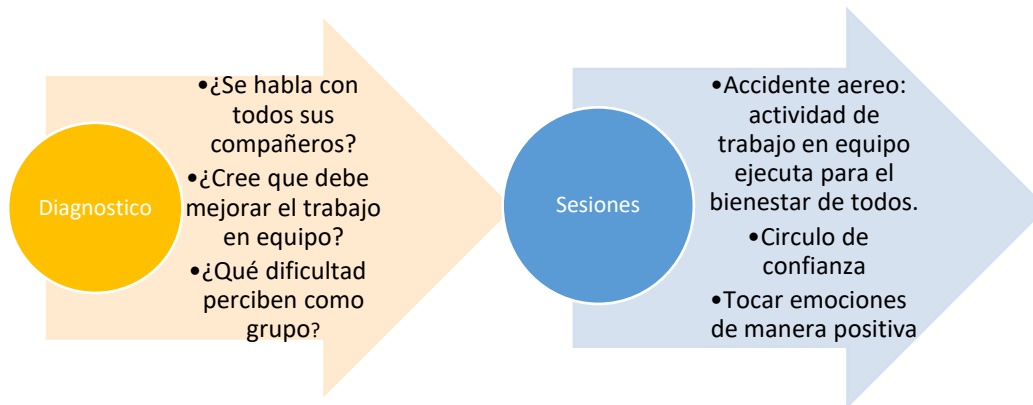 Diagnostico
•¿Se habla con
todos sus
compañeros?
•¿Cree que debe
mejorar el trabajo
en equipo?
•¿Qué dificultad
perciben como
grupo?
Sesiones
•Accidente aereo:
actividad de
trabajo en equipo
ejecuta para el
bienestar de todos.
•Circulo de
confianza
•Tocar emociones
de manera positiva